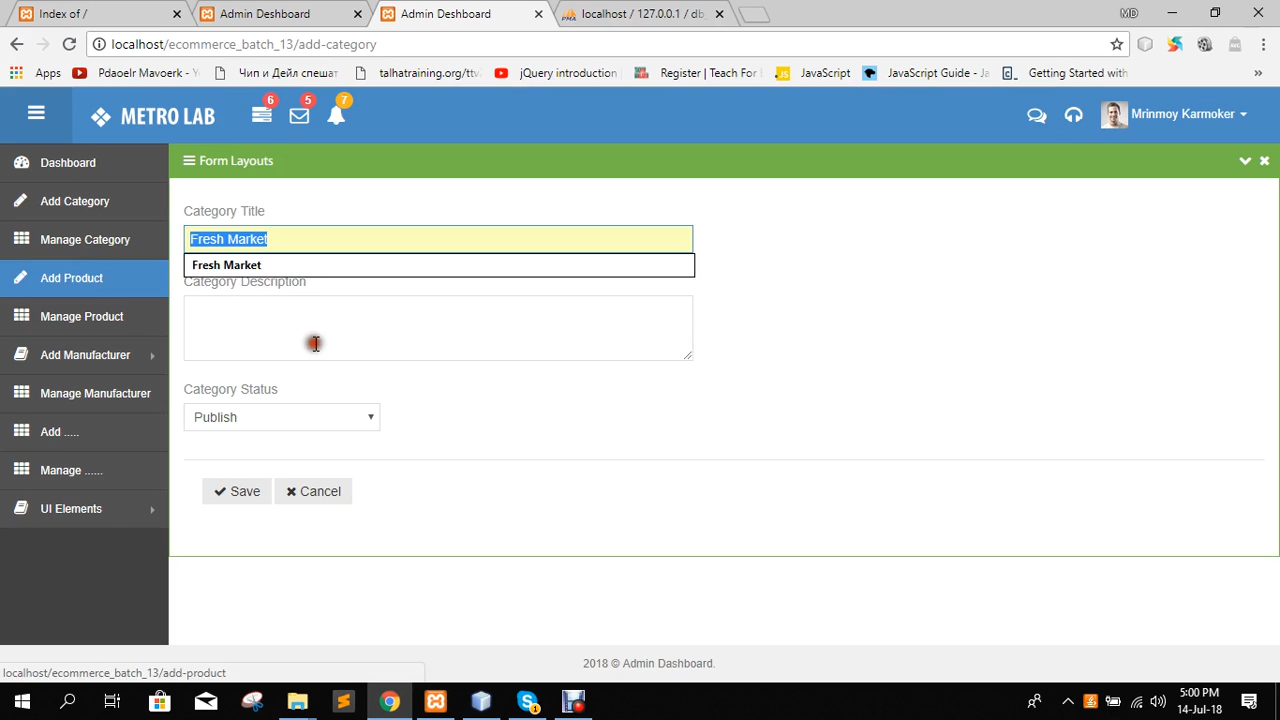 Index of /
Admin Deshboard
Admin Deshboard
localhost / 127.0.0.1 / db_
MD
localhost/ecommerce_batch_13/add-category
Apps
Pdaoelr Mavoerk - Y
Чип и Дейл спешат
talhatraining.org/ttv
jQuery introduction
Register | Teach For B
JavaScript
JavaScript Guide - Ja
Getting Started with
»
METRO LAB
6
5
7
Mrinmoy Karmoker
Dashboard
Add Category
Manage Category
Add Product
Manage Product
Add Manufacturer
Manage Manufacturer
Add .....
Manage ......
UI Elements
Form Layouts
Category Title
Fresh Market
Fresh Market
Category Description
Category Status
Publish
Save
Cancel
2018 © Admin Dashboard.
localhost/ecommerce_batch_13/add-product
5:00 PM
14-Jul-18